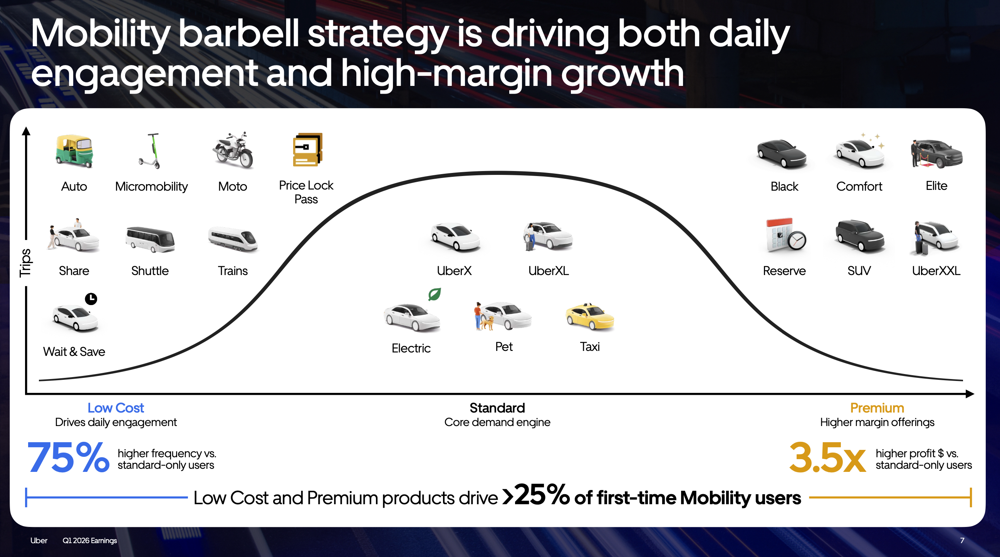 Mobility barbell strategy is driving both daily
engagement and high-margin growth
Trips
Auto
Micromobility
Moto
Price Lock
Pass
Black
Comfort
Elite
Share
Shuttle
Trains
UberX
UberXL
Reserve
SUV
UberXXL
Wait & Save
Electric
Pet
Taxi
Low Cost
Drives daily engagement
Standard
Core demand engine
Premium
Higher margin offerings
75%
higher frequency vs.
standard-only users
3.5x
higher profit $ vs.
standard-only users
Low Cost and Premium products drive >25% of first-time Mobility users
Uber
Q1 2026 Earnings
7